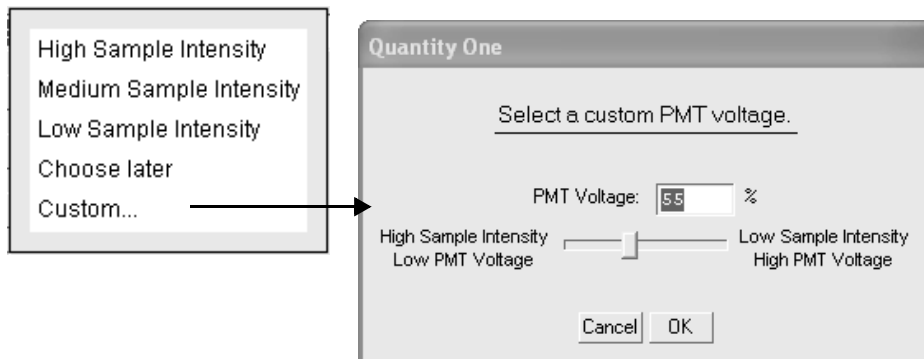 High Sample Intensity
Medium Sample Intensity
Low Sample Intensity
Choose later
Custom...
Quantity One
Select a custom PMT voltage.
PMT Voltage: 55 %
High Sample Intensity
Low PMT Voltage
Low Sample Intensity
High PMT Voltage
Cancel OK